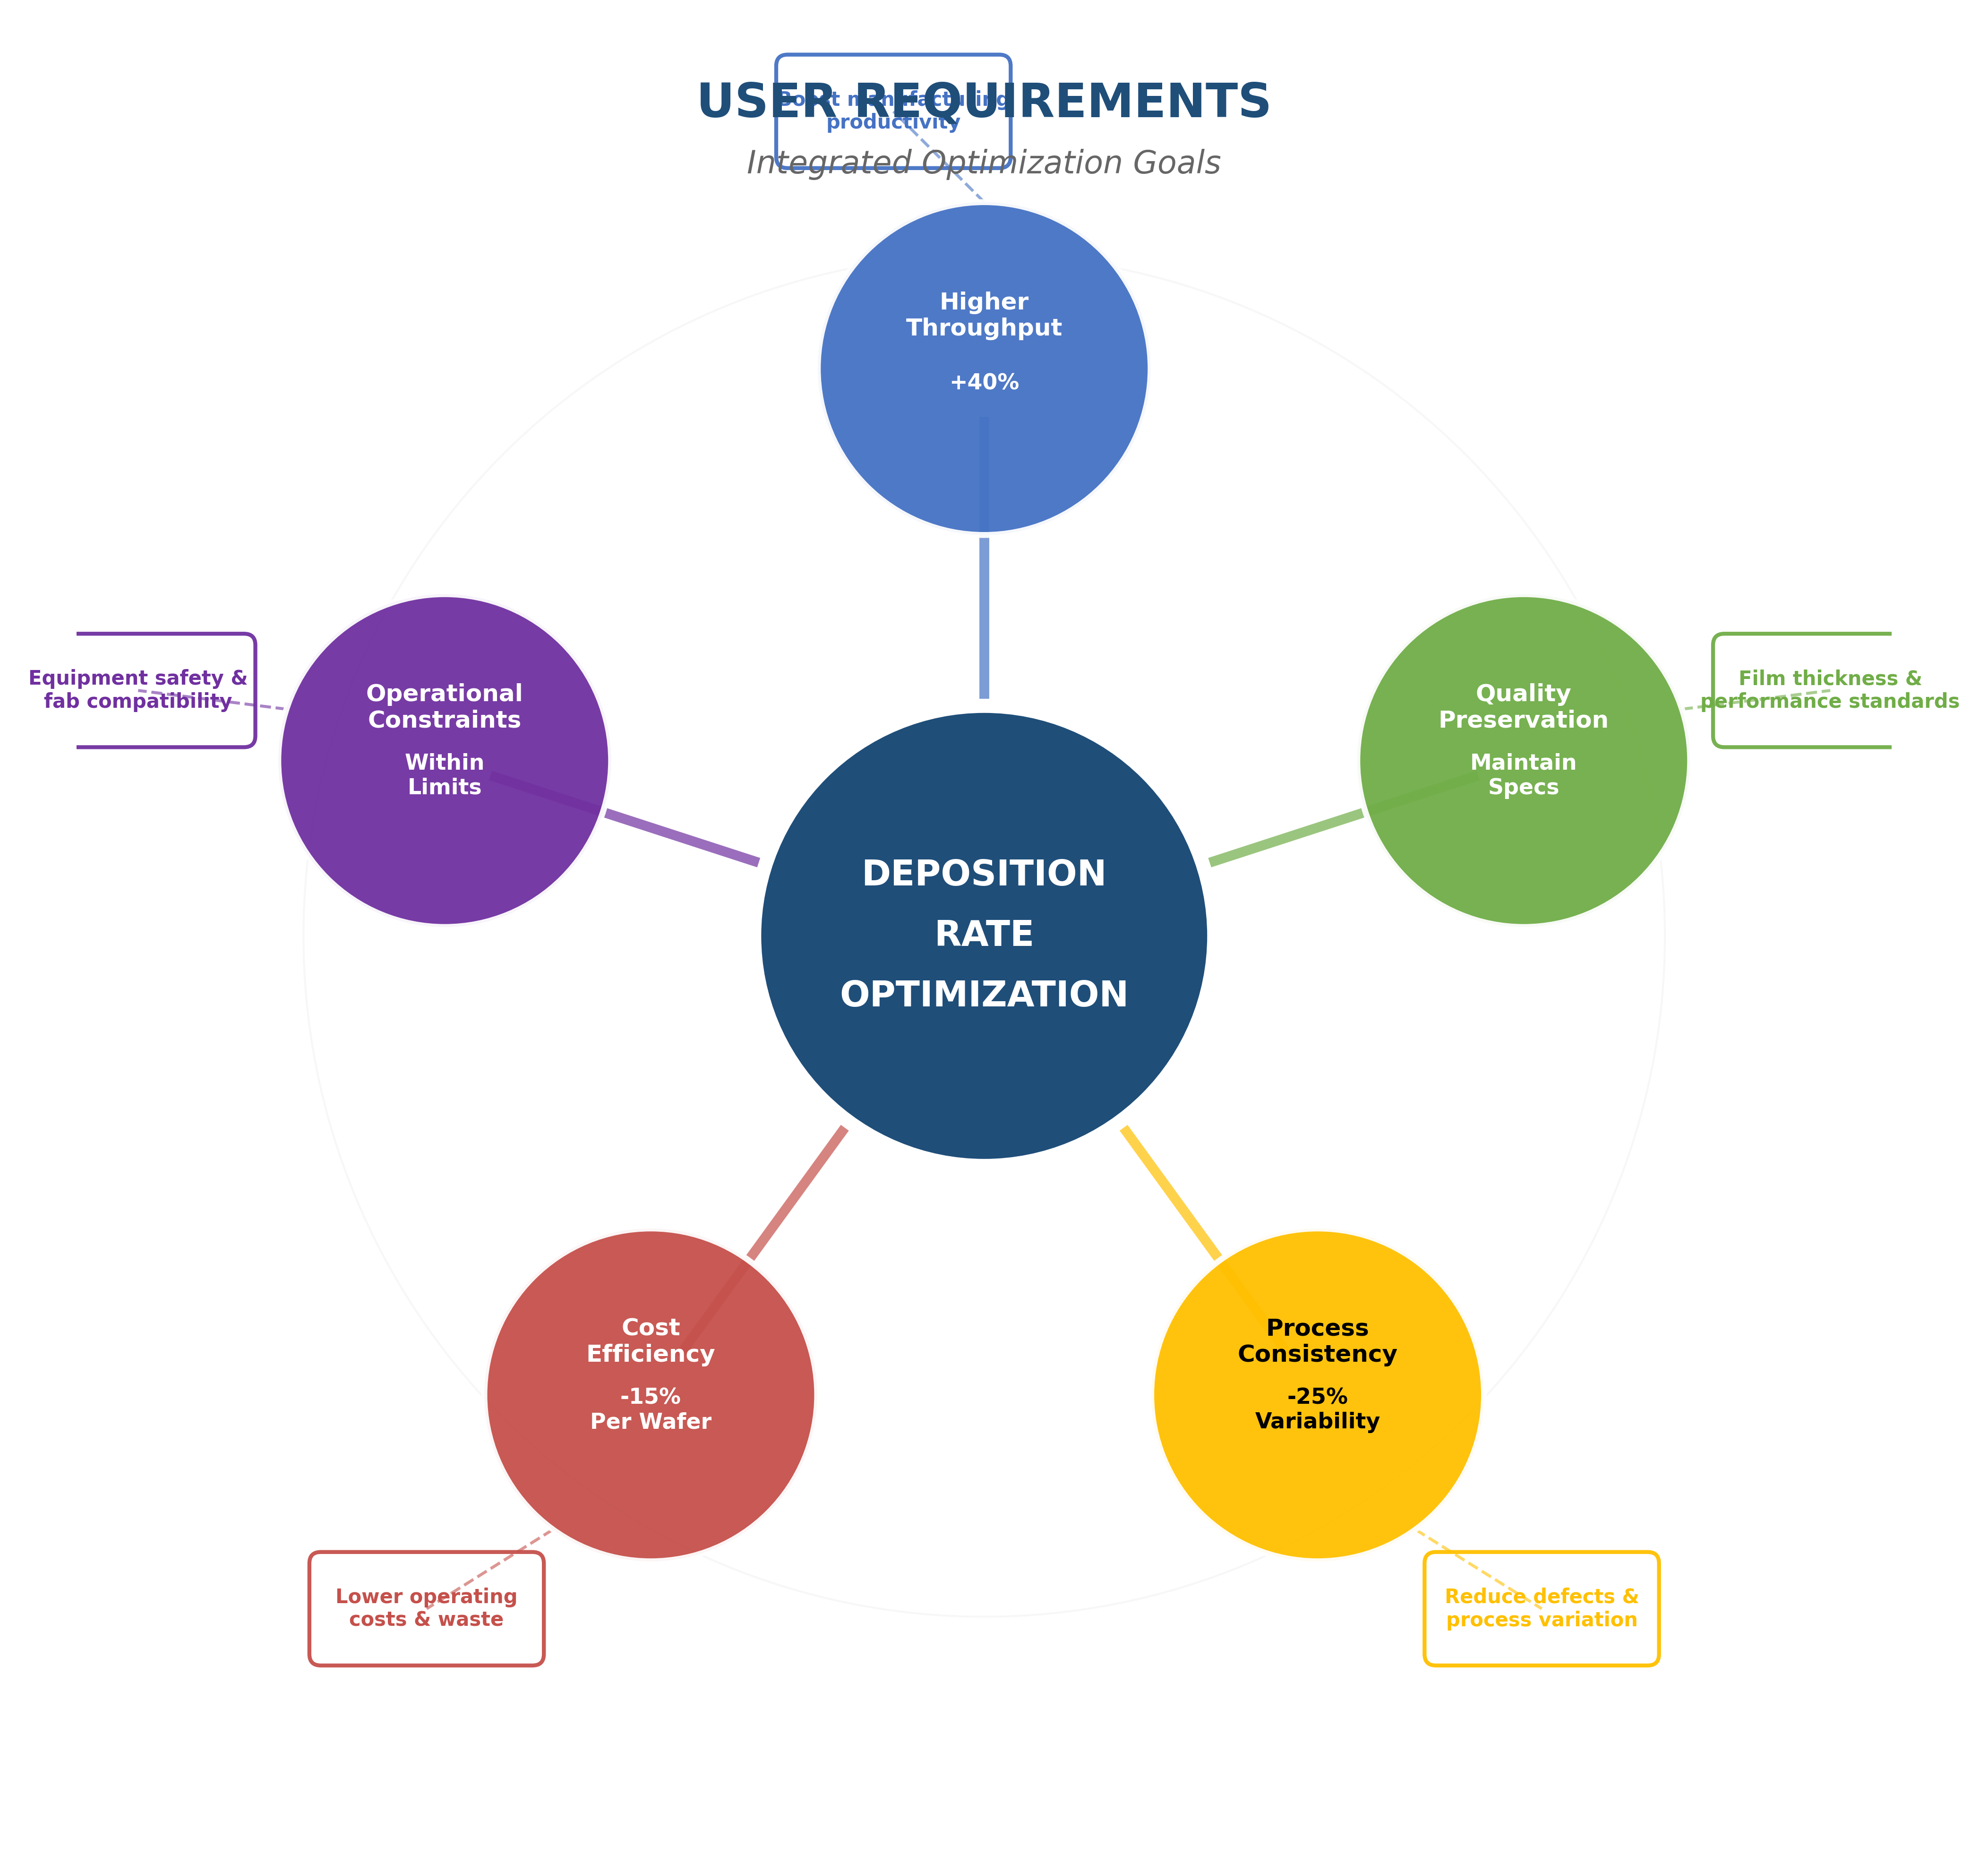 USER REQUIREMENTS
Boost manufacturing
productivity
Integrated Optimization Goals
Higher
Throughput
+40%
Operational
Constraints
Within
Limits
Equipment safety &
fab compatibility
Quality
Preservation
Maintain
Specs
Film thickness &
performance standards
DEPOSITION
RATE
OPTIMIZATION
Cost
Efficiency
-15%
Per Wafer
Process
Consistency
-25%
Variability
Lower operating
costs & waste
Reduce defects &
process variation